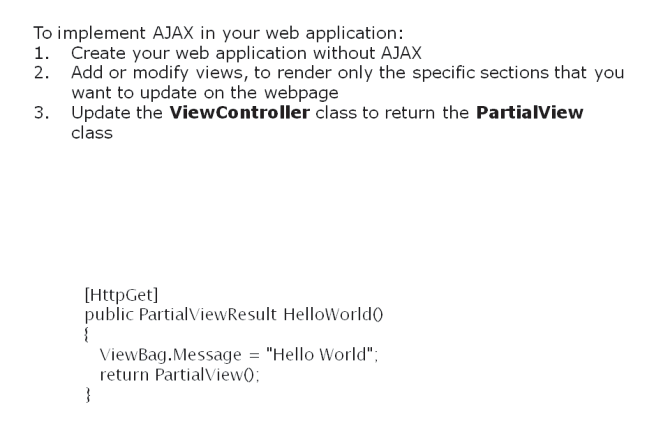 To implement AJAX in your web application:
1. Create your web application without AJAX
2. Add or modify views, to render only the specific sections that you
want to update on the webpage
3. Update the ViewController class to return the PartialView
class
[HttpGet]
public PartialViewResult HelloWorld()
{
ViewBag.Message = "Hello World";
return PartialView();
}